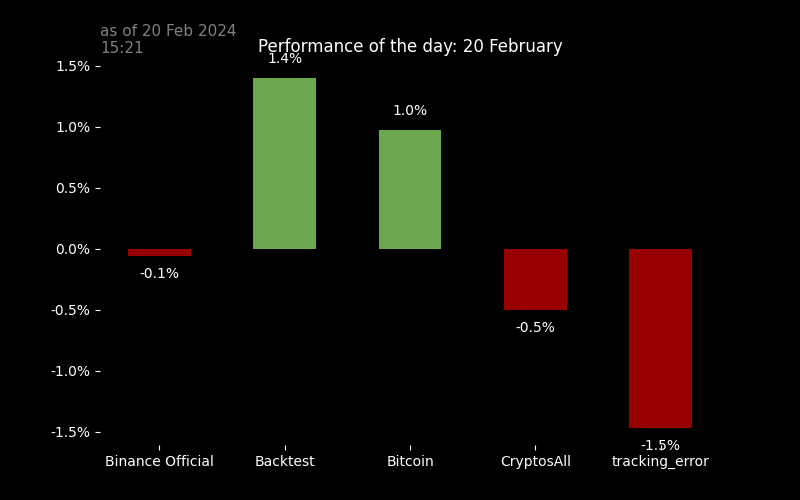 as of 20 Feb 2024
15:21
Performance of the day: 20 February
1.5%
1.0%
0.5%
0.0%
-0.5%
-1.0%
-1.5%
-0.1%
1.4%
1.0%
-0.5%
-1.5%
Binance Official
Backtest
Bitcoin
CryptosAll
tracking_error